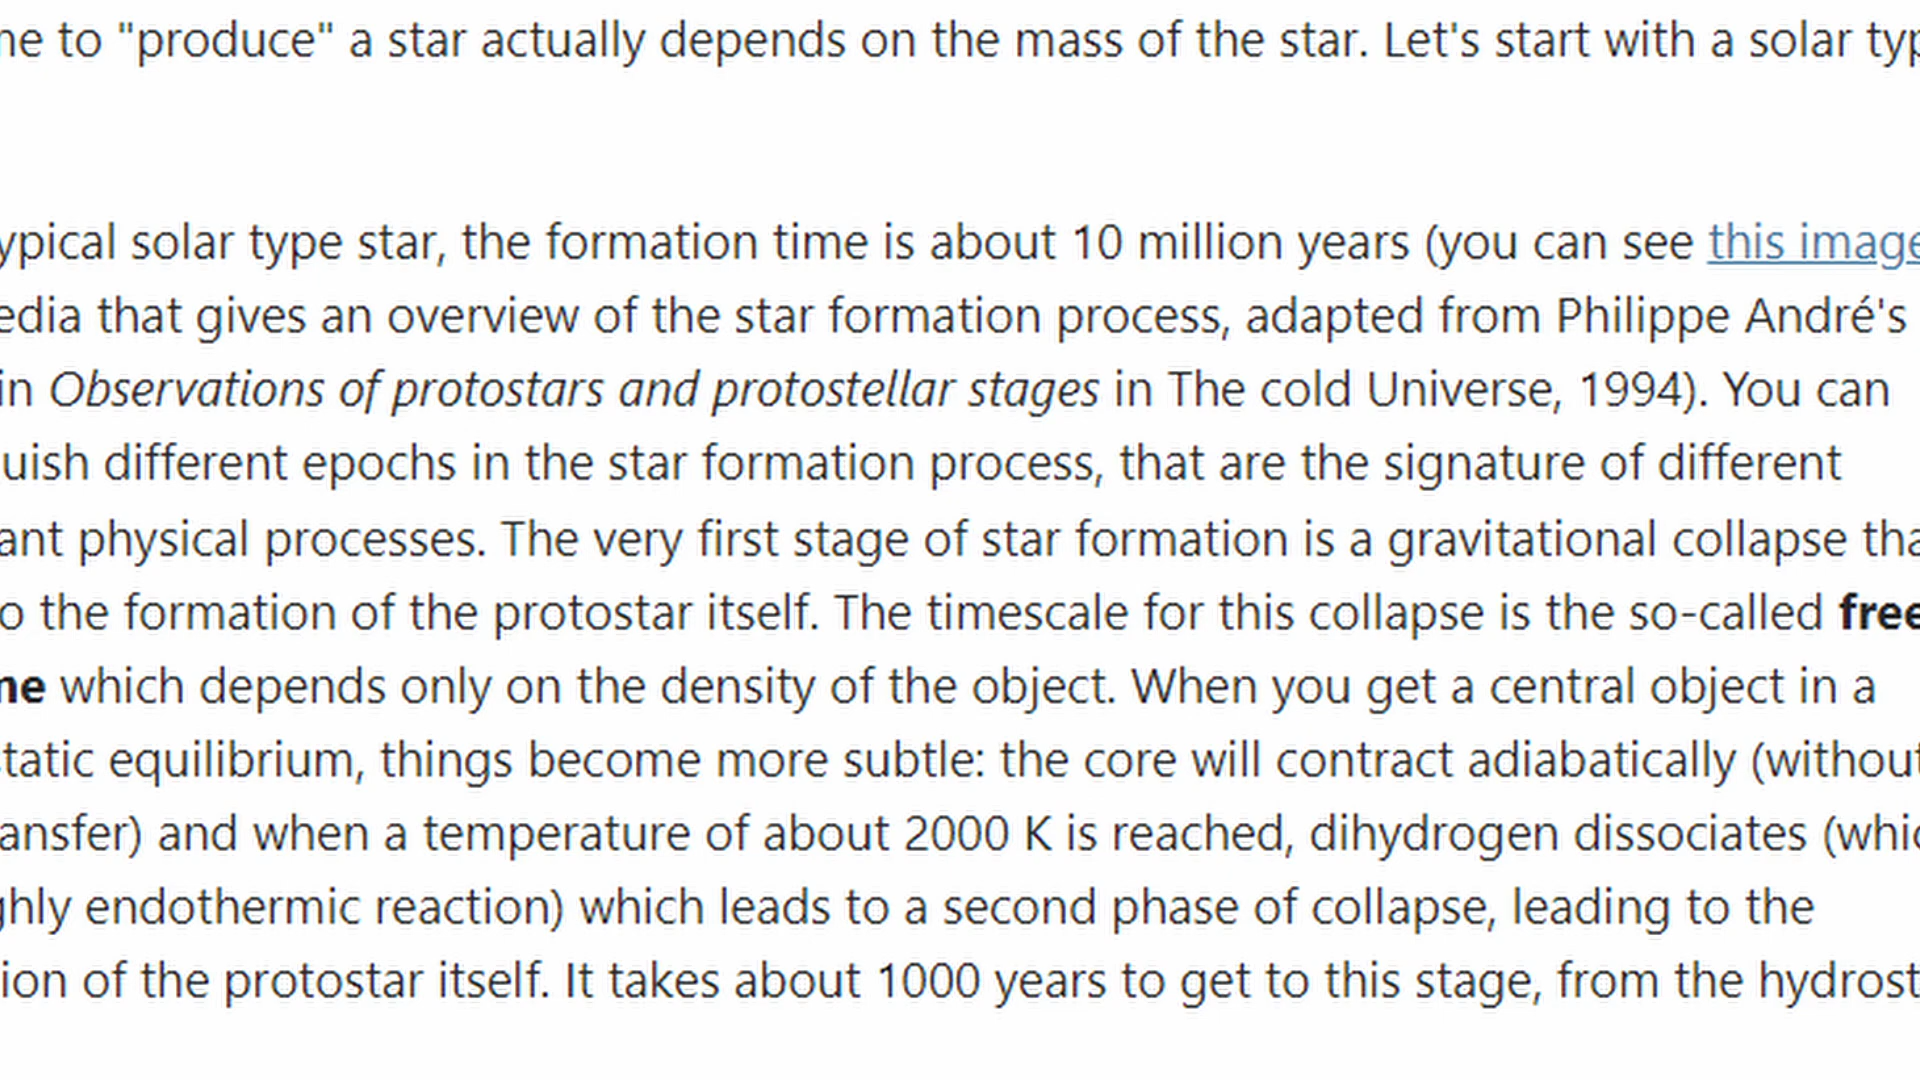 me to "produce" a star actually depends on the mass of the star. Let's start with a solar typ
ypical solar type star, the formation time is about 10 million years (you can see this image
edia that gives an overview of the star formation process, adapted from Philippe André's
in Observations of protostars and protostellar stages in The cold Universe, 1994). You can
uish different epochs in the star formation process, that are the signature of different
ant physical processes. The very first stage of star formation is a gravitational collapse tha
o the formation of the protostar itself. The timescale for this collapse is the so-called free
me which depends only on the density of the object. When you get a central object in a
static equilibrium, things become more subtle: the core will contract adiabatically (without
ansfer) and when a temperature of about 2000 K is reached, dihydrogen dissociates (whic
ghly endothermic reaction) which leads to a second phase of collapse, leading to the
ion of the protostar itself. It takes about 1000 years to get to this stage, from the hydrost